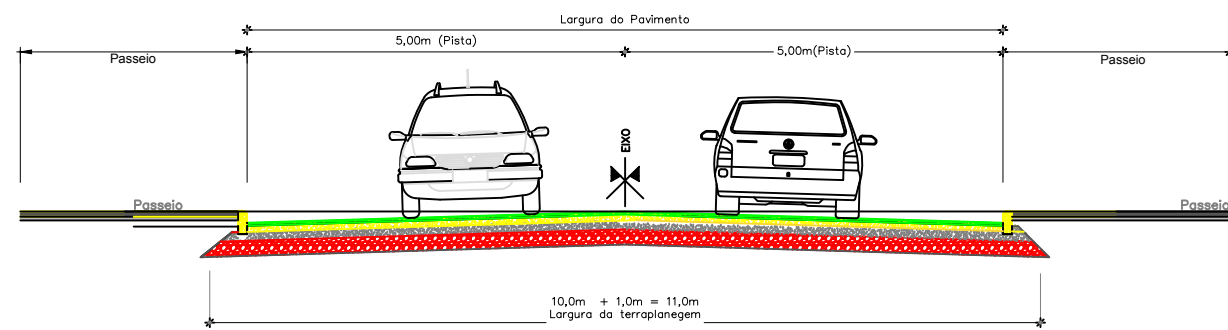 Largura do Pavimento
5,00m (Pista)
5,00m(Pista)
Passeio
Passeio
EIXO
Passeio
Passeio
10,0m + 1,0m = 11,0m
Largura da terraplanegem